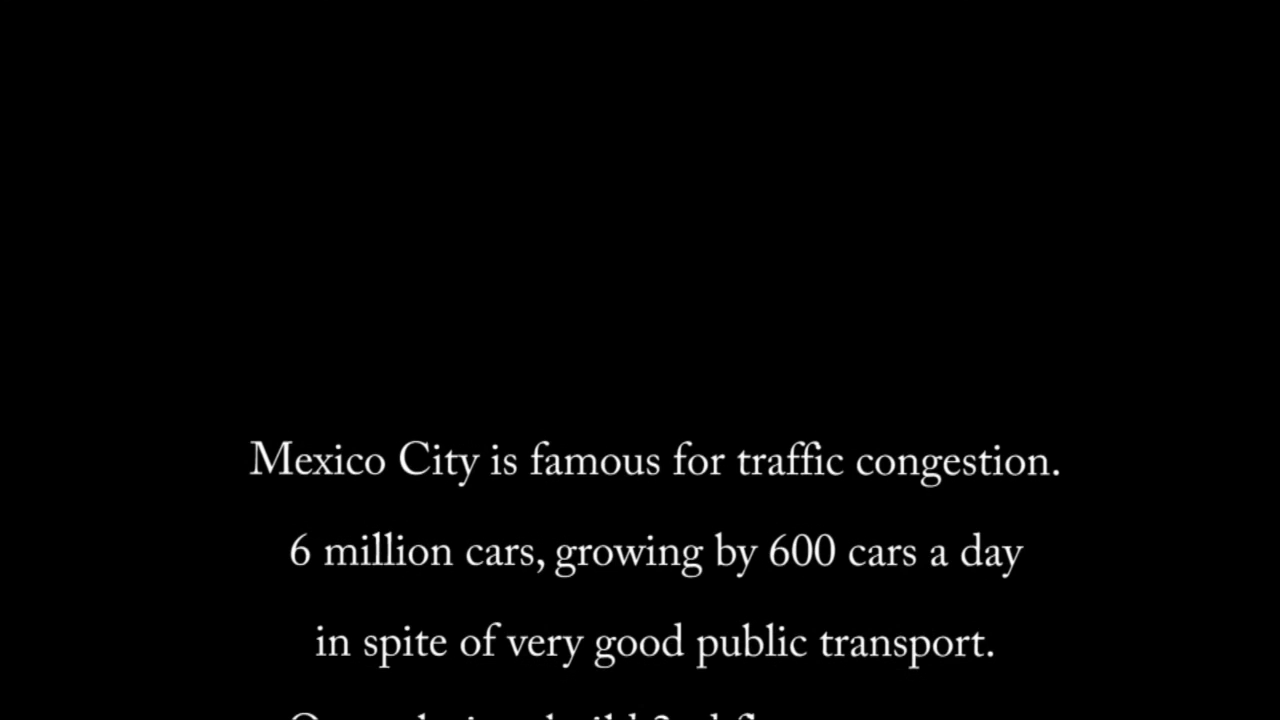 Mexico City is famous for traffic congestion.
6 million cars, growing by 600 cars a day
in spite of very good public transport.